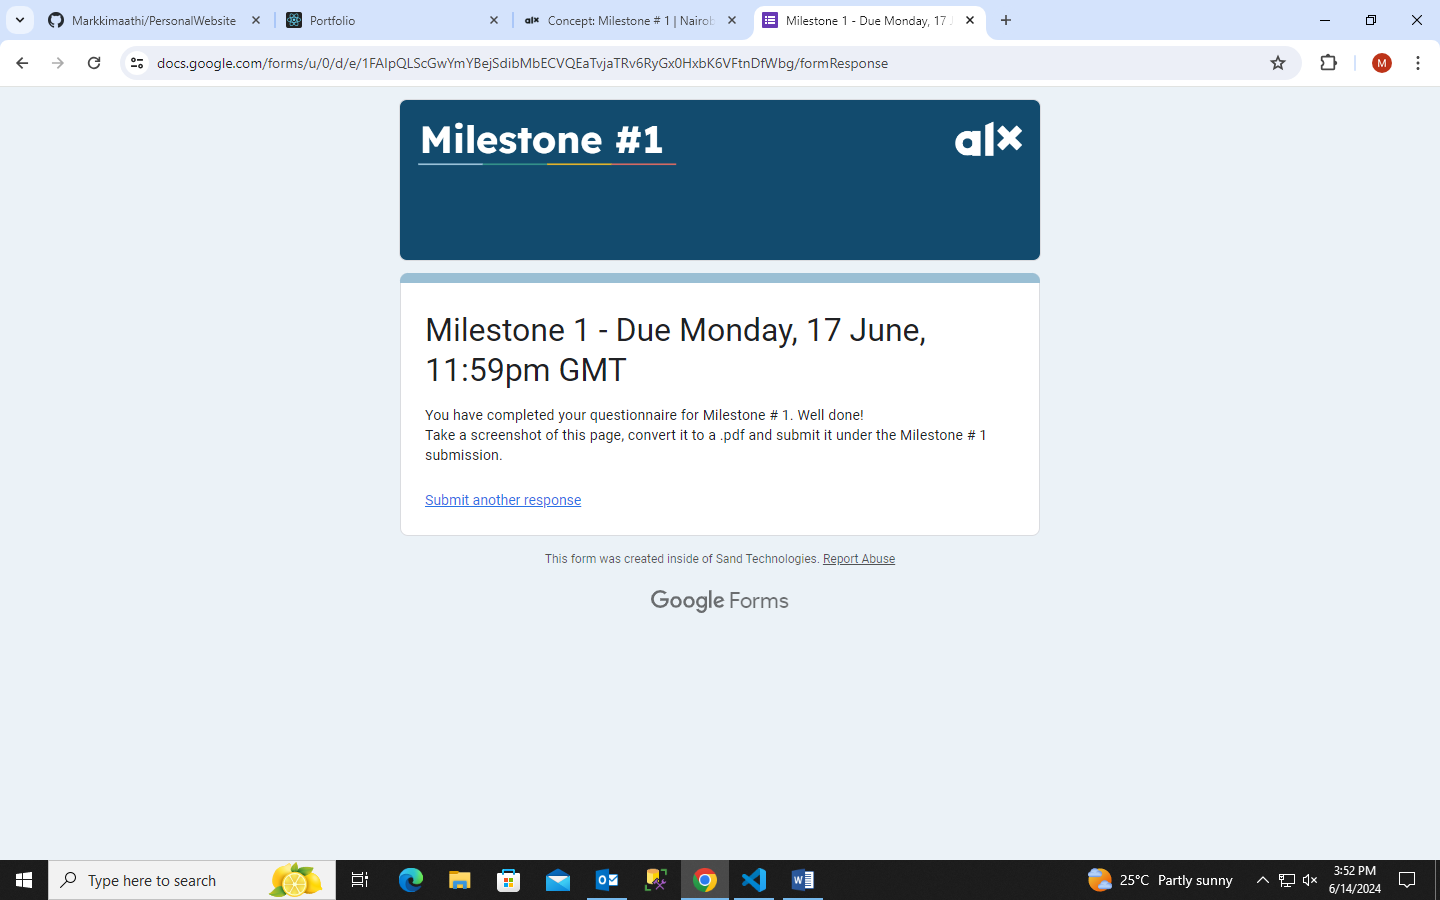 Markkimaathi/PersonalWebsite
Portfolio
alx Concept: Milestone # 1 | Nairob
Milestone 1 - Due Monday, 17 J
docs.google.com/forms/u/0/d/e/1FAIpQLScGwYmYBejSdibMbECVQEaTvjaTRv6RyGx0HxbK6VFtnDfWbg/formResponse
M
Milestone #1
alx
Milestone 1 - Due Monday, 17 June,
11:59pm GMT
You have completed your questionnaire for Milestone # 1. Well done!
Take a screenshot of this page, convert it to a .pdf and submit it under the Milestone # 1
submission.
Submit another response
This form was created inside of Sand Technologies. Report Abuse
Google Forms
Type here to search
25°C Partly sunny
3:52 PM
6/14/2024